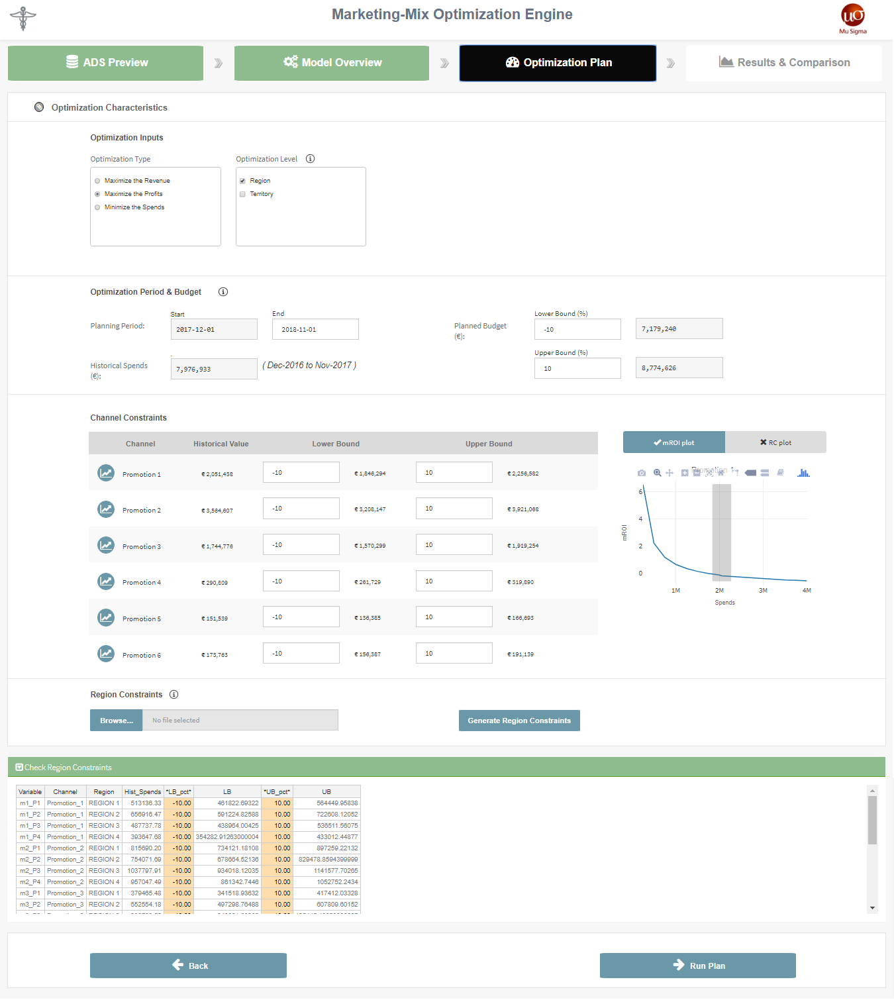 Marketing-Mix Optimization Engine
Mu Sigma
ADS Preview
Model Overview
Optimization Plan
Results & Comparison
Optimization Characteristics
Optimization Inputs
Optimization Type
Optimization Level
Maximize the Revenue
Maximize the Profits
Minimize the Spends
Region
Territory
Optimization Period & Budget
Start End Lower Bound (%)
Planning Period: 2017-12-01 2018-11-01 Planned Budget (€): -10 7,179,240
Upper Bound (%)
Historical Spends (€): 7,976,933 ( Dec-2016 to Nov-2017 ) 10 8,774,626
Channel Constraints
Channel Historical Value Lower Bound Upper Bound
Promotion 1 € 2,051,438 -10 € 1,846,294 10 € 2,256,582
Promotion 2 € 3,564,607 -10 € 3,208,147 10 € 3,921,068
Promotion 3 € 1,744,776 -10 € 1,570,299 10 € 1,919,254
Promotion 4 € 290,809 -10 € 261,729 10 € 319,890
Promotion 5 € 151,539 -10 € 136,385 10 € 166,693
Promotion 6 € 173,763 -10 € 156,387 10 € 191,139
mROI plot
RC plot
Promotion 1
6
4
2
0
mROI
1M 2M 3M 4M
Spends
Region Constraints
Browse... No file selected
Generate Region Constraints
Check Region Constraints
Variable Channel Region Hist_Spends *LB_pct* LB *UB_pct* UB
m1_P1 Promotion_1 REGION 1 513136.33 -10.00 461822.69322 10.00 564449.95838
m1_P2 Promotion_1 REGION 2 656916.47 -10.00 591224.82588 10.00 722608.12052
m1_P3 Promotion_1 REGION 3 487737.78 -10.00 438964.00425 10.00 536511.56075
m1_P4 Promotion_1 REGION 4 393647.68 -10.00 354282.91263000004 10.00 433012.44877
m2_P1 Promotion_2 REGION 1 815690.20 -10.00 734121.18108 10.00 897259.22132
m2_P2 Promotion_2 REGION 2 754071.69 -10.00 678664.52136 10.00 829478.8594399999
m2_P3 Promotion_2 REGION 3 1037797.91 -10.00 934018.12035 10.00 1141577.70265
m2_P4 Promotion_2 REGION 4 957047.49 -10.00 861342.7446 10.00 1052752.2434
m3_P1 Promotion_3 REGION 1 379465.48 -10.00 341518.93632 10.00 417412.03328
m3_P2 Promotion_3 REGION 2 552554.18 -10.00 497298.76488 10.00 607809.60152
Back
Run Plan